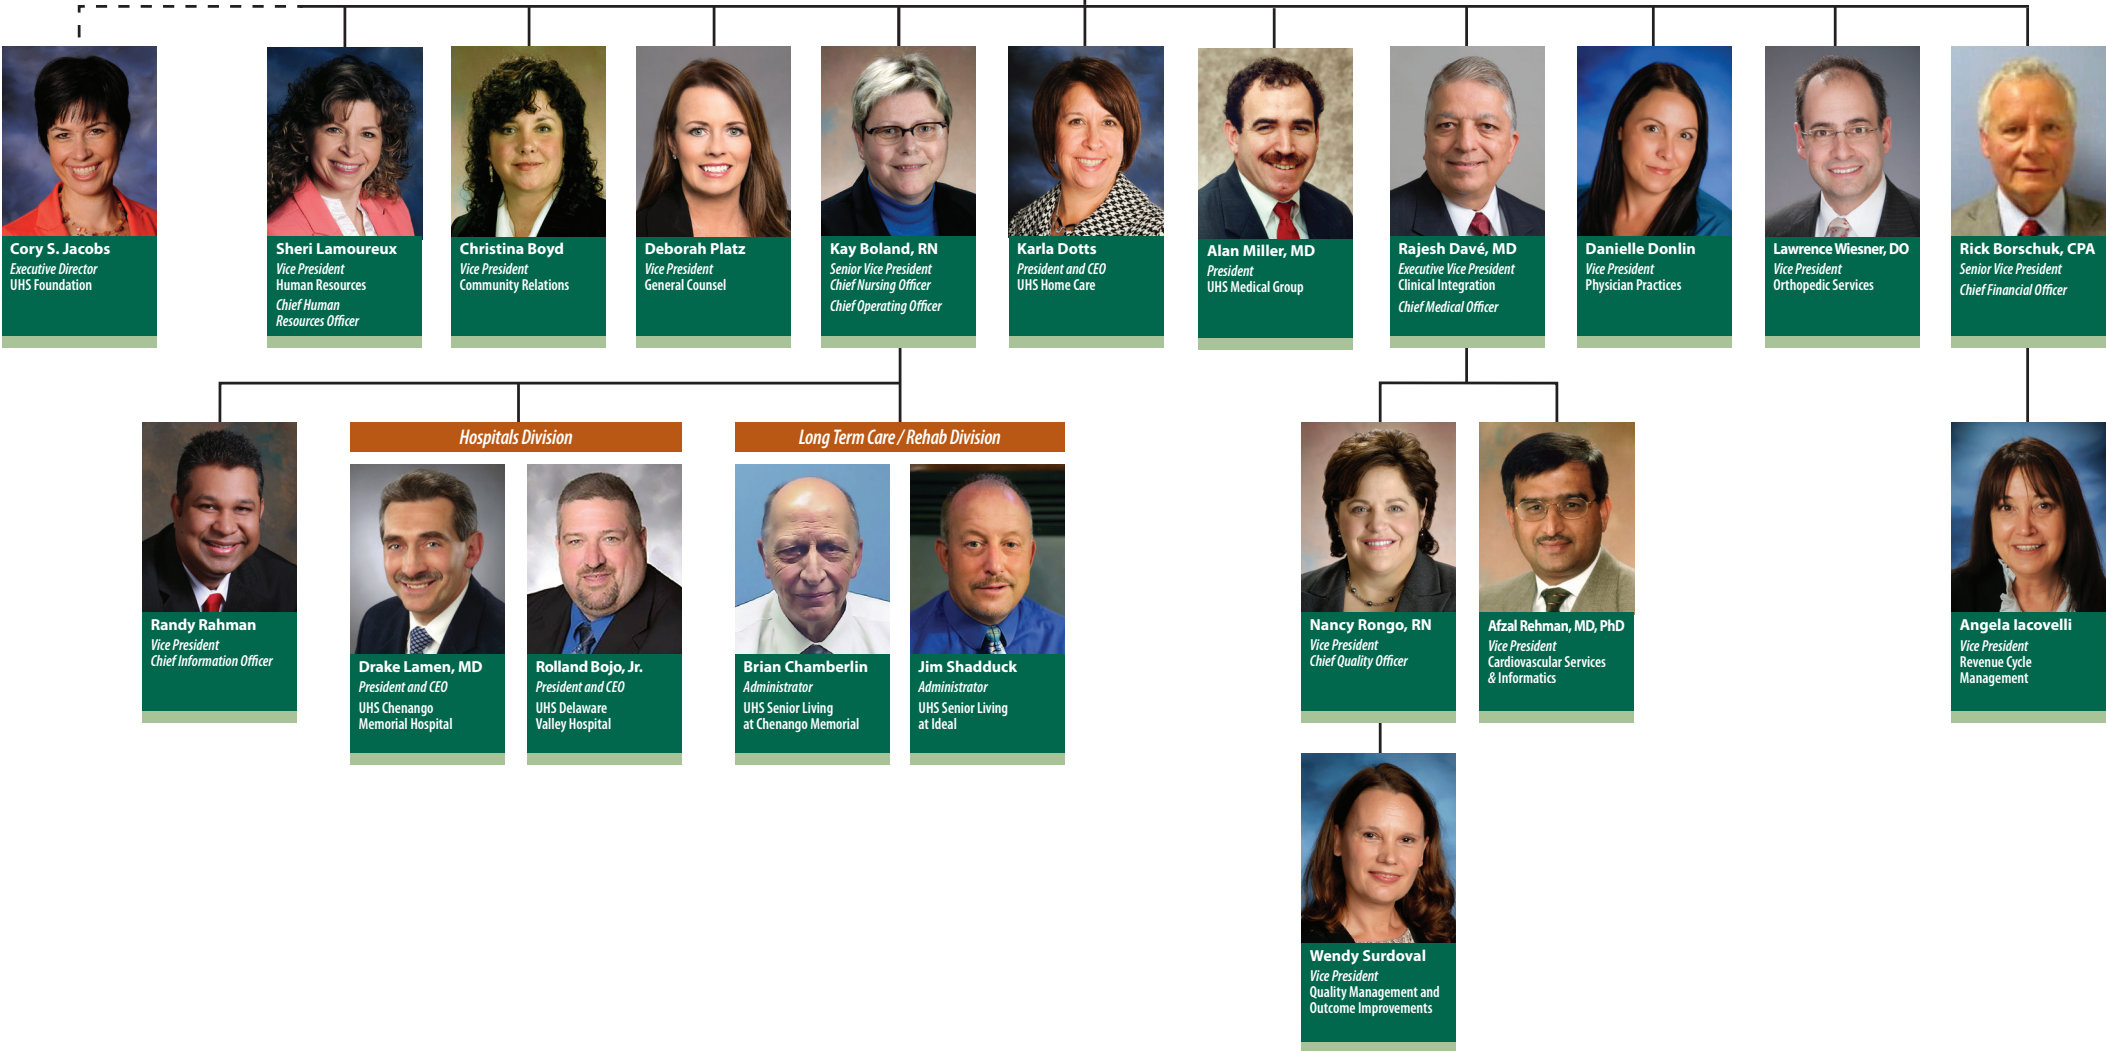 Cory S. Jacobs
Executive Director
UHS Foundation
Sheri Lamoureux
Vice President
Human Resources
Chief Human
Resources Officer
Christina Boyd
Vice President
Community Relations
Deborah Platz
Vice President
General Counsel
Kay Boland, RN
Senior Vice President
Chief Nursing Officer
Chief Operating Officer
Karla Dotts
President and CEO
UHS Home Care
Alan Miller, MD
President
UHS Medical Group
Rajesh Davé, MD
Executive Vice President
Clinical Integration
Chief Medical Officer
Danielle Donlin
Vice President
Physician Practices
Lawrence Wiesner, DO
Vice President
Orthopedic Services
Rick Borschuk, CPA
Senior Vice President
Chief Financial Officer
Randy Rahman
Vice President
Chief Information Officer
Hospitals Division
Drake Lamen, MD
President and CEO
UHS Chenango
Memorial Hospital
Rolland Bojo, Jr.
President and CEO
UHS Delaware
Valley Hospital
Long Term Care / Rehab Division
Brian Chamberlin
Administrator
UHS Senior Living
at Chenango Memorial
Jim Shadduck
Administrator
UHS Senior Living
at Ideal
Nancy Rongo, RN
Vice President
Chief Quality Officer
Afzal Rehman, MD, PhD
Vice President
Cardiovascular Services
& Informatics
Angela Iacovelli
Vice President
Revenue Cycle
Management
Wendy Surdoval
Vice President
Quality Management and
Outcome Improvements